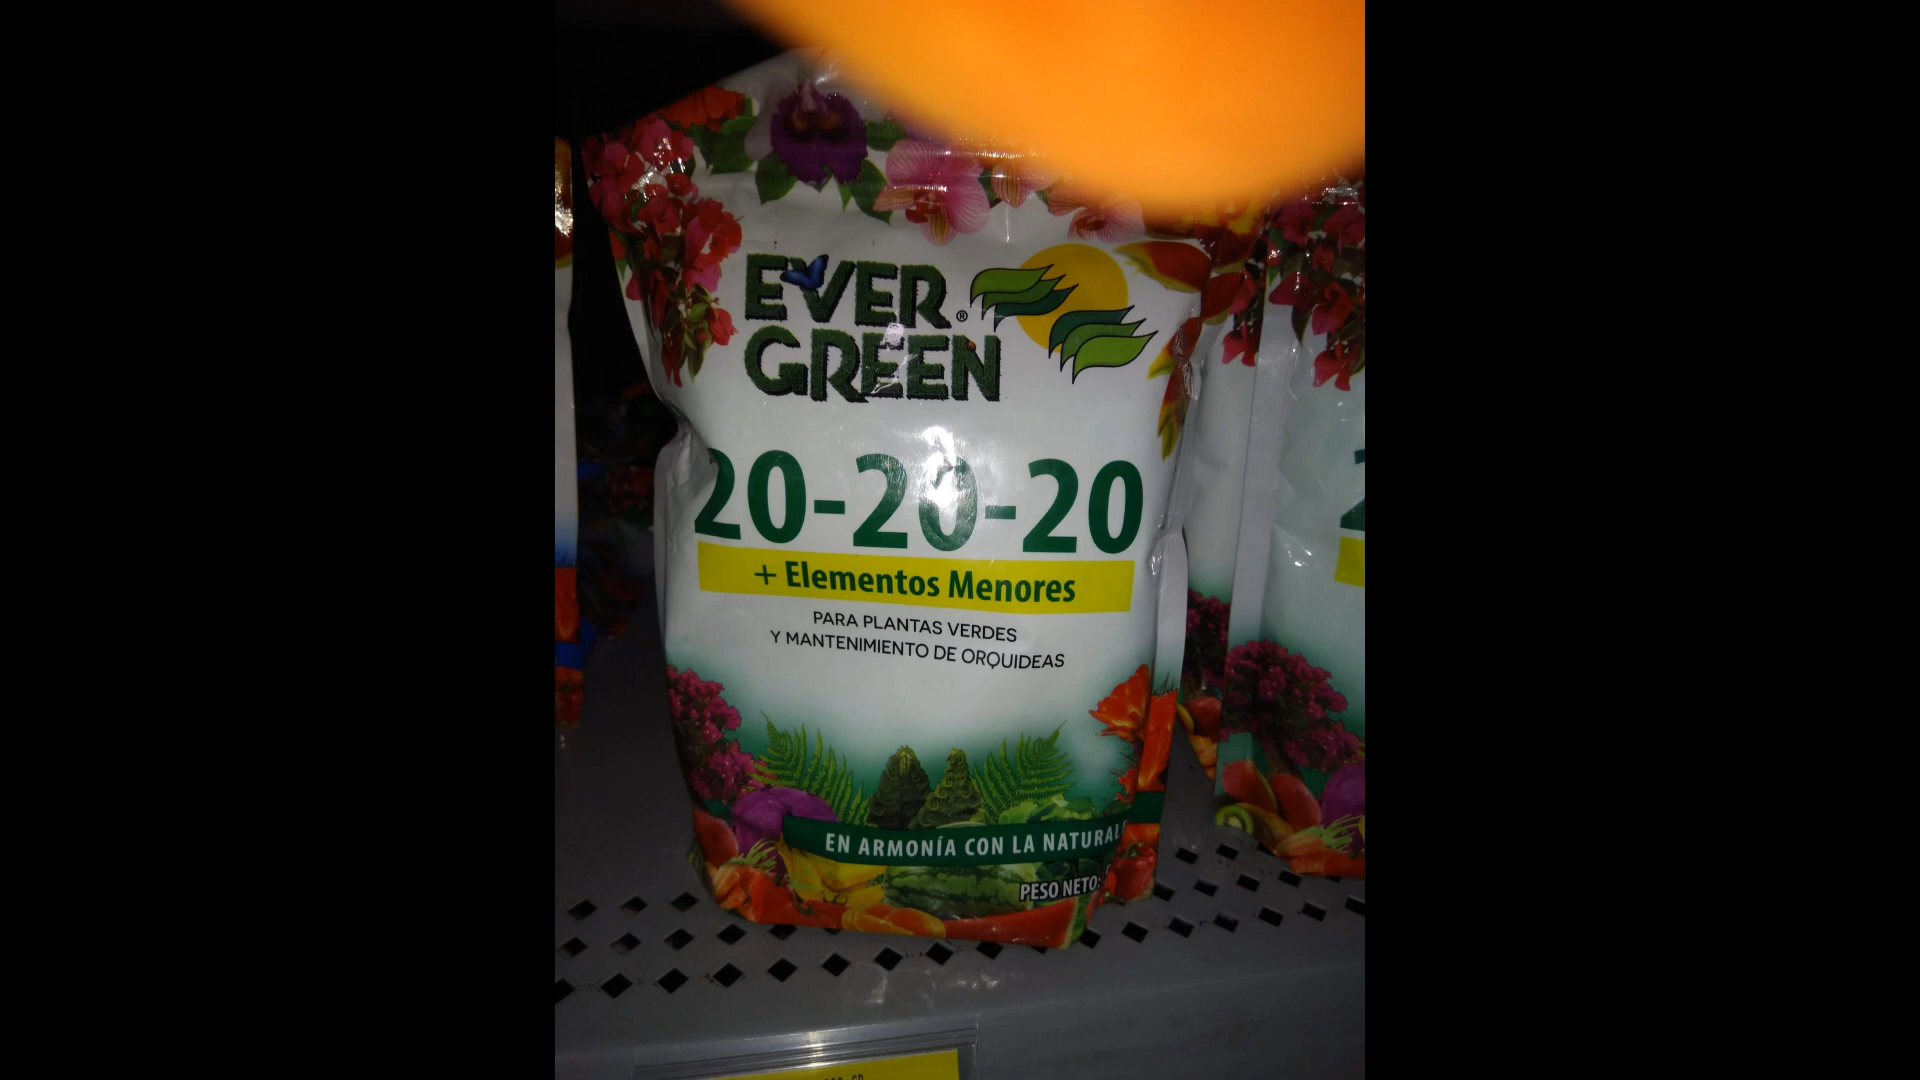 EVER
GREEN®
20-20-20
+ Elementos Menores
PARA PLANTAS VERDES
Y MANTENIMIENTO DE ORQUIDEAS
EN ARMONÍA CON LA
PESO NETO: